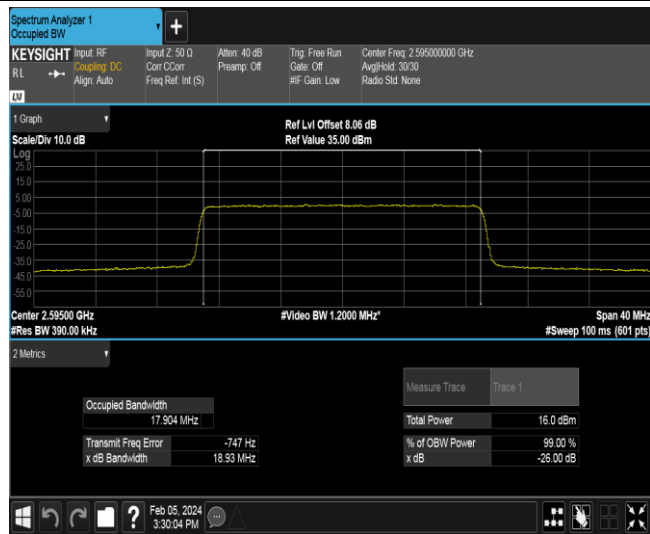 Spectrum Analyzer 1
Occupied BW
KEYSIGHT
RL
Input: RF
Coupling: DC
Align: Auto
Input Z: 50 Ω
Corr CCorr
Freq Ref: Int (S)
Atten: 40 dB
Preamp: Off
Trig: Free Run
Gate: Off
#IF Gain: Low
Center Freq: 2.595000000 GHz
Avg|Hold: 30/30
Radio Std: None
LXI
1 Graph
Scale/Div 10.0 dB
Ref Lvl Offset 8.06 dB
Ref Value 35.00 dBm
Log
25.0
15.0
5.00
-5.00
-15.0
-25.0
-35.0
-45.0
-55.0
Center 2.59500 GHz
#Video BW 1.2000 MHz*
Span 40 MHz
#Res BW 390.00 kHz
#Sweep 100 ms (601 pts)
2 Metrics
Measure Trace
Trace 1
Occupied Bandwidth
17.904 MHz
Total Power
16.0 dBm
Transmit Freq Error
-747 Hz
% of OBW Power
99.00 %
x dB Bandwidth
18.93 MHz
x dB
-26.00 dB
?
Feb 05, 2024
3:30:04 PM